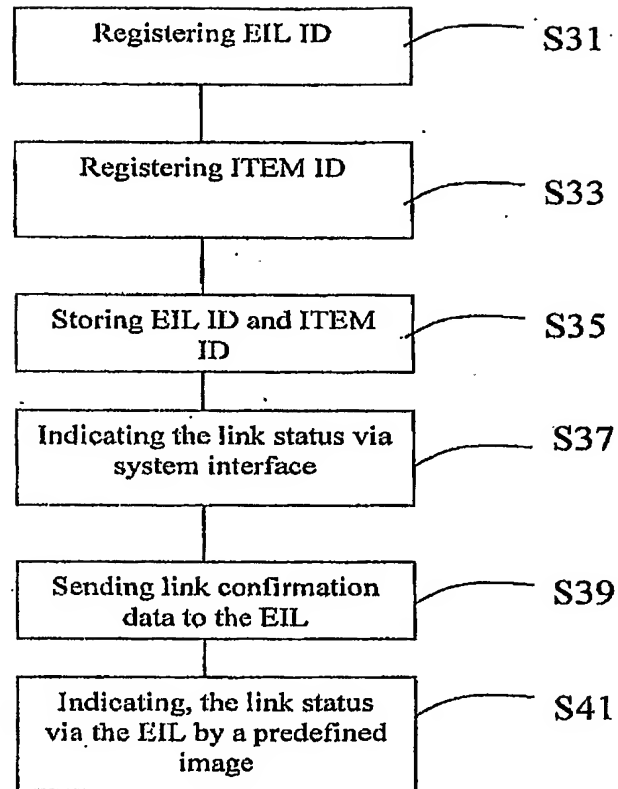 Registering EIL ID
S31
Registering ITEM ID
S33
Storing EIL ID and ITEM
ID
S35
Indicating the link status via
system interface
S37
Sending link confirmation
data to the EIL
S39
Indicating, the link status
via the EIL by a predefined
image
S41